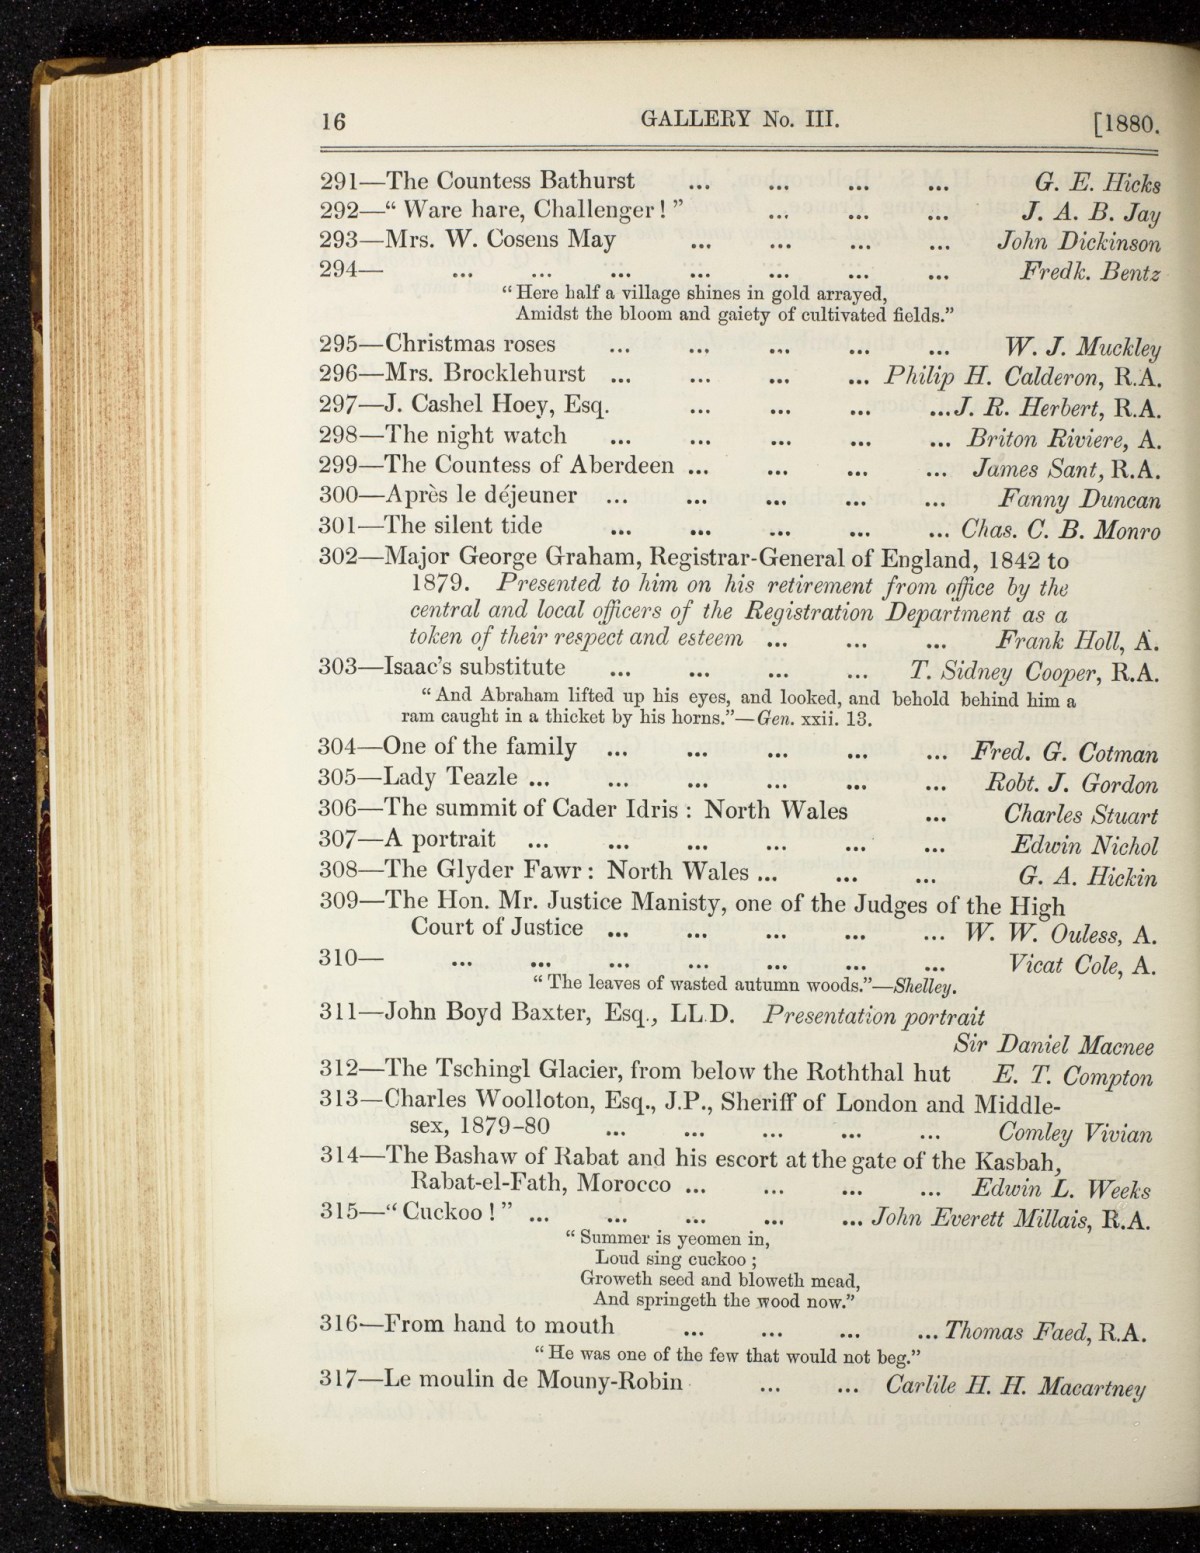 16 GALLERY No. III. [1880.
291—The Countess Bathurst ... ... ... ... G. E. Hicks
292—“ Ware hare, Challenger ! ” ... ... ... J. A. B. Jay
293—Mrs. W. Cosens May ... ... ... ... John Dickinson
294— ... ... ... ... ... ... ... Fredk. Bentz
“ Here half a village shines in gold arrayed,
Amidst the bloom and gaiety of cultivated fields.”
295—Christmas roses ... ... ... ... ... W. J. Muckley
296—Mrs. Brocklehurst ... ... ... ... Philip H. Calderon, R.A.
297—J. Cashel Hoey, Esq. ... ... ... ...J. R. Herbert, R.A.
298—The night watch ... ... ... ... ... Briton Riviere, A.
299—The Countess of Aberdeen ... ... ... ... James Sant, R.A.
300—Après le déjeuner ... ... ... ... ... Fanny Duncan
301—The silent tide ... ... ... ... ... Chas. C. B. Monro
302—Major George Graham, Registrar-General of England, 1842 to
1879. Presented to him on his retirement from office by the
central and local officers of the Registration Department as a
token of their respect and esteem ... ... ... Frank Holl, A.
303—Isaac’s substitute ... ... ... ... T. Sidney Cooper, R.A.
“ And Abraham lifted up his eyes, and looked, and behold behind him a
ram caught in a thicket by his horns.”—Gen. xxii. 13.
304—One of the family ... ... ... ... ... Fred. G. Cotman
305—Lady Teazle ... ... ... ... ... ... Robt. J. Gordon
306—The summit of Cader Idris : North Wales ... Charles Stuart
307—A portrait ... ... ... ... ... ... Edwin Nichol
308—The Glyder Fawr : North Wales ... ... ... G. A. Hickin
309—The Hon. Mr. Justice Manisty, one of the Judges of the High
Court of Justice ... ... ... ... ... W. W. Ouless, A.
310— ... ... ... ... ... ... ... Vicat Cole, A.
“ The leaves of wasted autumn woods.”—Shelley.
311—John Boyd Baxter, Esq., LL.D. Presentation portrait
Sir Daniel Macnee
312—The Tschingl Glacier, from below the Roththal hut E. T. Compton
313—Charles Woolloton, Esq., J.P., Sheriff of London and Middle-
sex, 1879–80 ... ... ... ... ... Comley Vivian
314—The Bashaw of Rabat and his escort at the gate of the Kasbah,
Rabat-el-Fath, Morocco ... ... ... ... Edwin L. Weeks
315—“ Cuckoo ! ” ... ... ... ... ... John Everett Millais, R.A.
“ Summer is yeomen in,
Loud sing cuckoo ;
Groweth seed and bloweth mead,
And springeth the wood now.”
316—From hand to mouth ... ... ... ... Thomas Faed, R.A.
“ He was one of the few that would not beg.”
317—Le moulin de Mouny-Robin ... ... Carlile H. H. Macartney